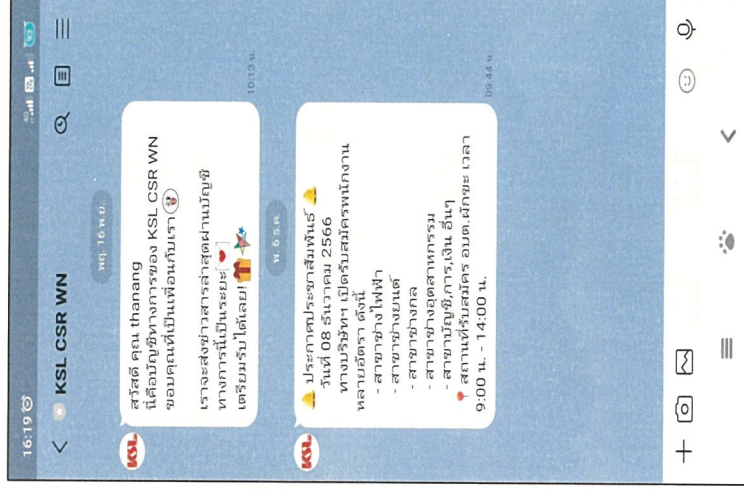 16:19
4G
93
KSL CSR WN
พฤ. 16 พ.ย.
KSL
สวัสดี คุณ thanang
นี่คือบัญชีทางการของ KSL CSR WN
ขอบคุณที่เป็นเพื่อนกับเรา
เราจะส่งข่าวสารล่าสุดผ่านบัญชี
ทางการนี้เป็นระยะ
เตรียมรับได้เลย!
10:13 น.
พ. 6 ธ.ค.
KSL
🔔 ประกาศประชาสัมพันธ์ 🔔
วันที่ 08 ธันวาคม 2566
ทางบริษัทฯ เปิดรับสมัครพนักงาน
หลายอัตรา ดังนี้
- สาขาช่างไฟฟ้า
- สาขาช่างยนต์
- สาขาช่างกล
- สาขาช่างอุตสาหกรรม
- สาขาบัญชี,การ,เงิน อื่นๆ
📍 สถานที่รับสมัคร อบต.ผักขะ เวลา
9:00 น. - 14:00 น.
09:44 น.